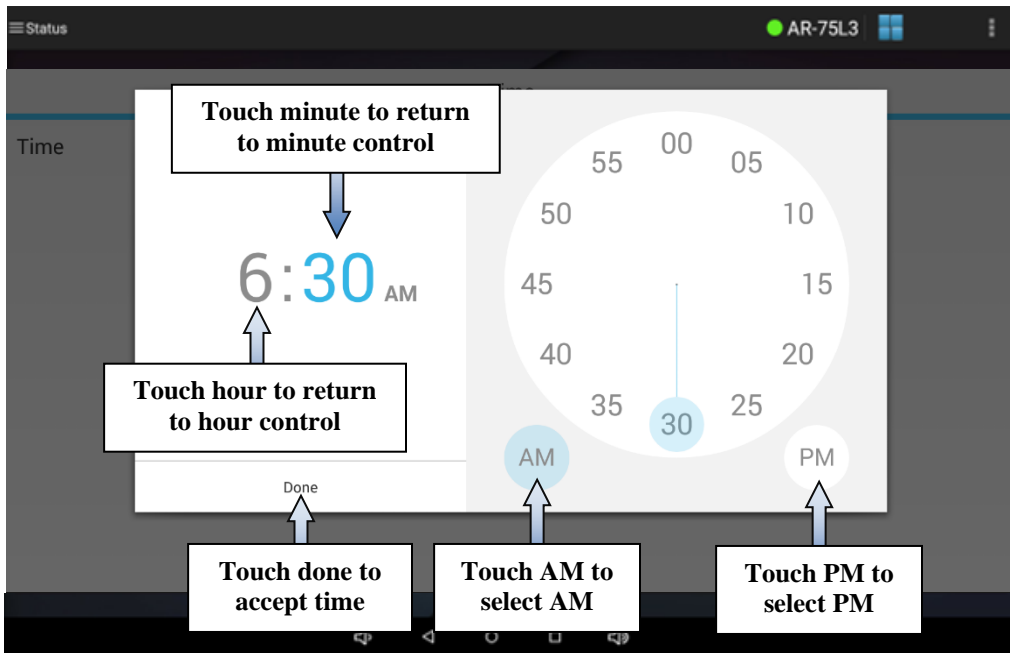 Status
AR-75L3
Touch minute to return
to minute control
Time
00
55
05
50
10
6:30 AM
45
15
40
20
Touch hour to return
to hour control
35
25
30
AM
PM
Done
Touch done to
accept time
Touch AM to
select AM
Touch PM to
select PM